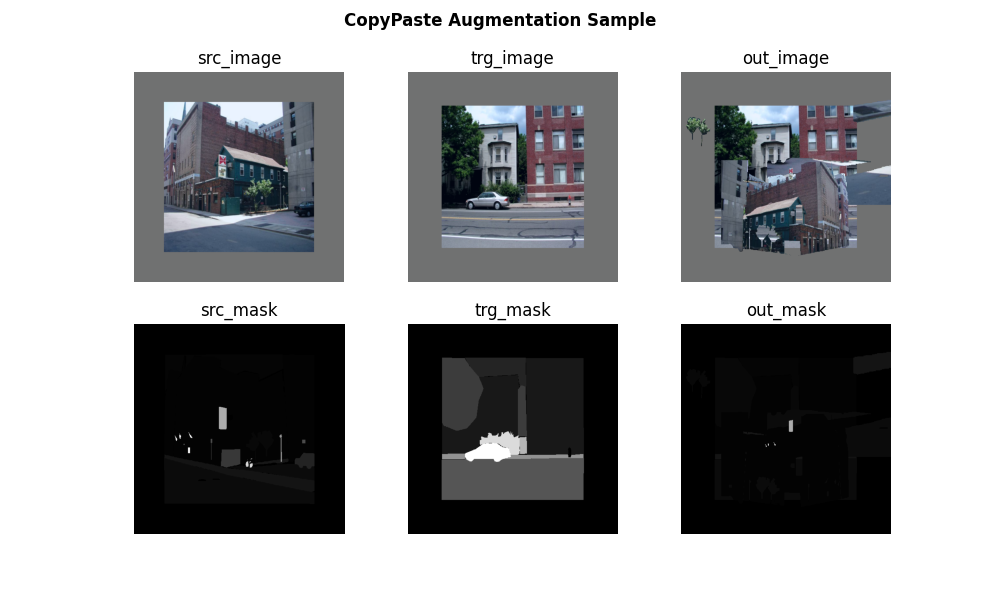 CopyPaste Augmentation Sample
src_image
trg_image
out_image
src_mask
trg_mask
out_mask